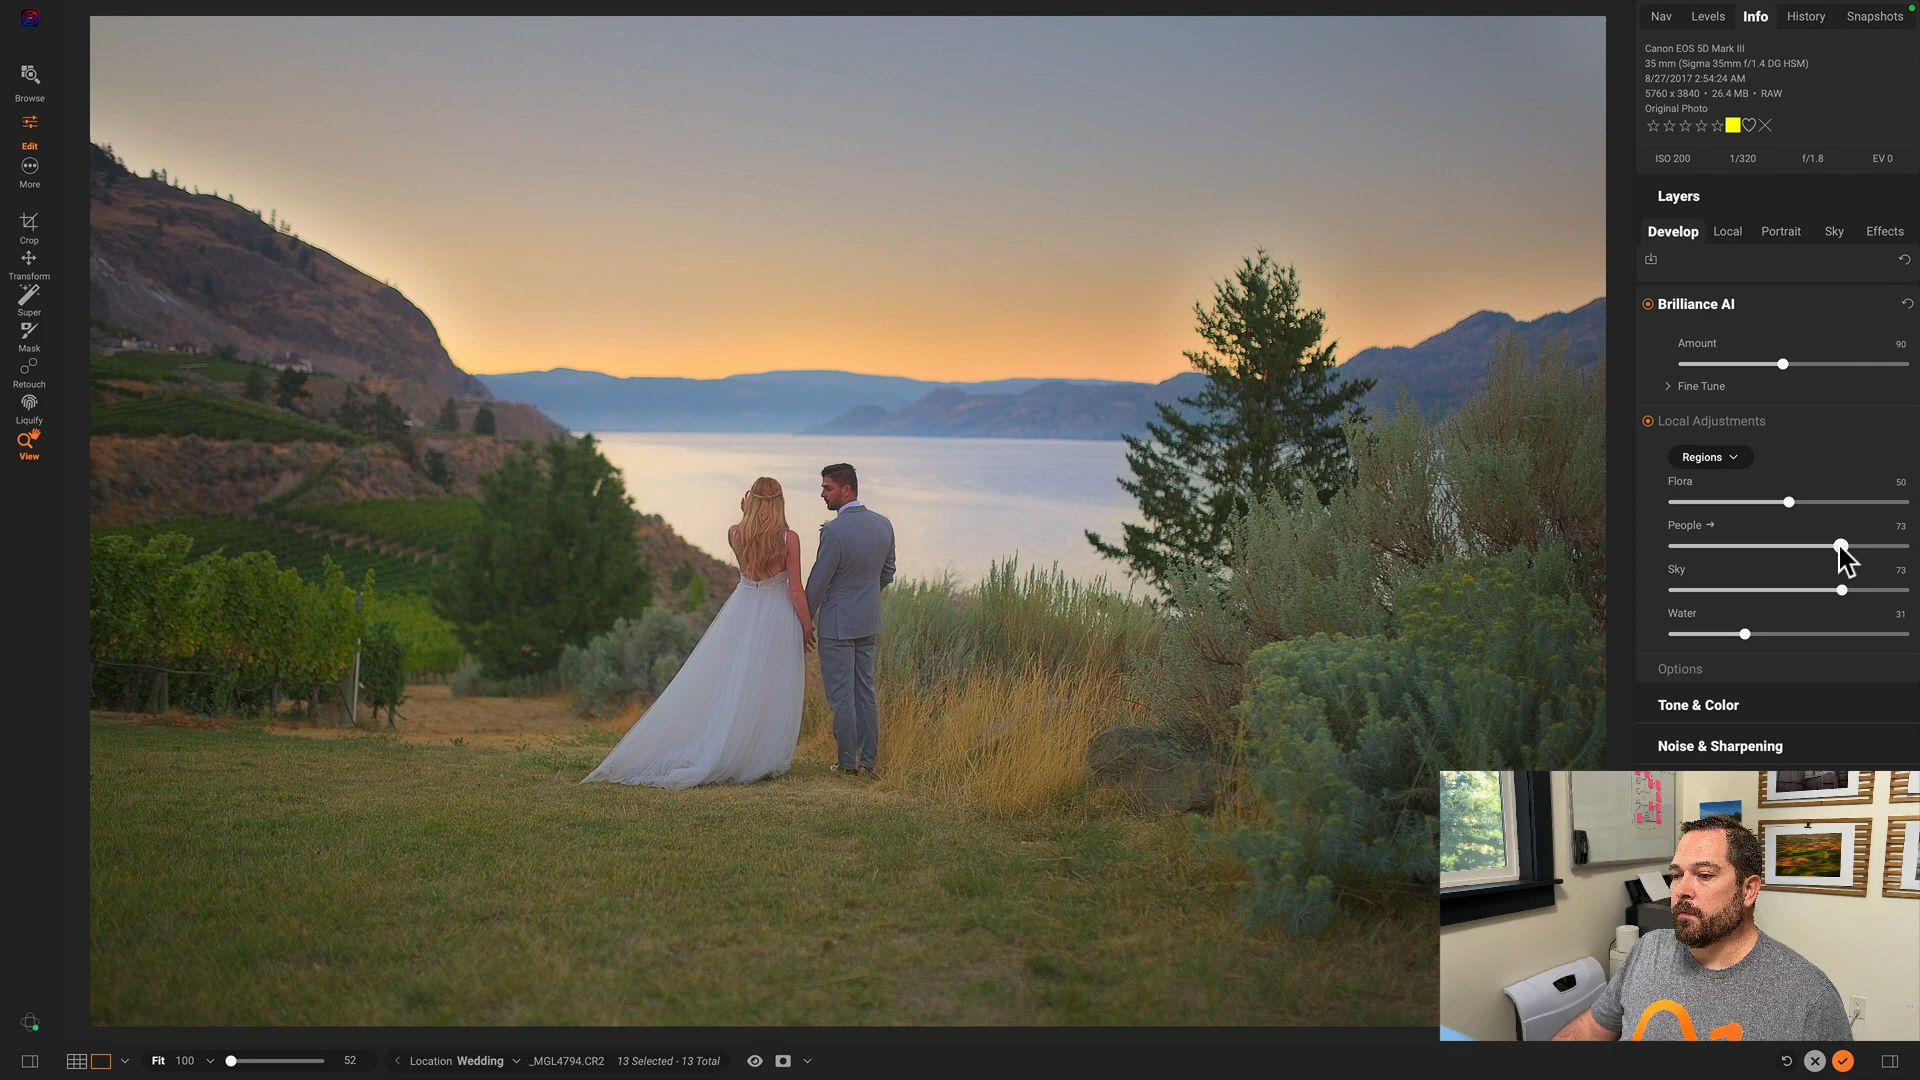 Nav Levels Info History Snapshots
Canon EOS 5D Mark III
35 mm (Sigma 35mm f/1.4 DG HSM)
8/27/2017 2:54:24 AM
5760 x 3840 • 26.4 MB • RAW
Original Photo
ISO 200 1/320 f/1.8 EV 0
Layers
Develop Local Portrait Sky Effects
Brilliance AI
Amount 90
Fine Tune
Local Adjustments
Regions
Flora 50
People 73
Sky 73
Water 31
Options
Tone & Color
Noise & Sharpening
Browse
Edit
More
Crop
Transform
Super
Mask
Retouch
Liquify
View
Fit 100 52 Location Wedding _MGL4794.CR2 13 Selected - 13 Total